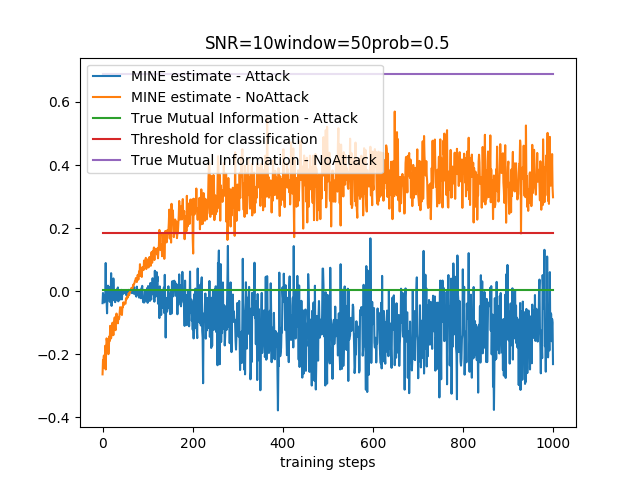 SNR=10window=50prob=0.5
MINE estimate - Attack
MINE estimate - NoAttack
True Mutual Information - Attack
Threshold for classification
True Mutual Information - NoAttack
0.6
0.4
0.2
0.0
−0.2
−0.4
0 200 400 600 800 1000
training steps